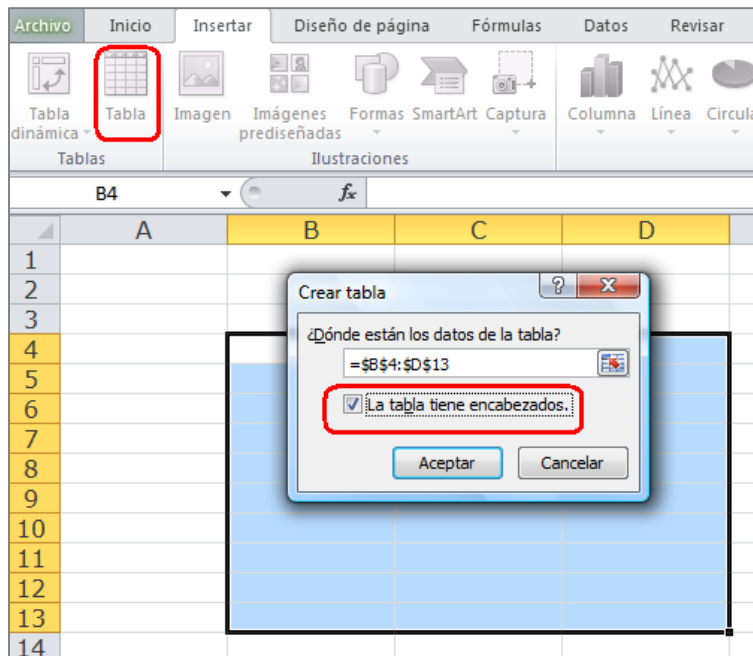 Archivo Inicio Insertar Diseño de página Fórmulas Datos Revisar
Tabla dinámica Tabla Imagen Imágenes prediseñadas Formas SmartArt Captura Columna Línea
Tablas Ilustraciones
B4 fx
A B C D
1
2
3
4
5
6
7
8
9
10
11
12
13
14
Crear tabla ?
¿Dónde están los datos de la tabla?
=$B$4:$D$13
La tabla tiene encabezados.
Aceptar Cancelar